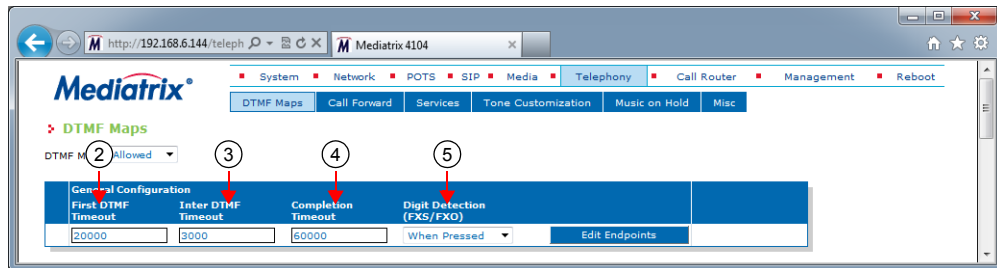 http://192.168.6.144/teleph
Mediatrix 4104
Mediatrix®
System Network POTS SIP Media Telephony Call Router Management Reboot
DTMF Maps Call Forward Services Tone Customization Music on Hold Misc
DTMF Maps
DTMF Allowed
2 3 4 5
General Configuration
First DTMF Timeout Inter DTMF Timeout Completion Timeout Digit Detection (FXS/FXO)
20000 3000 60000 When Pressed Edit Endpoints